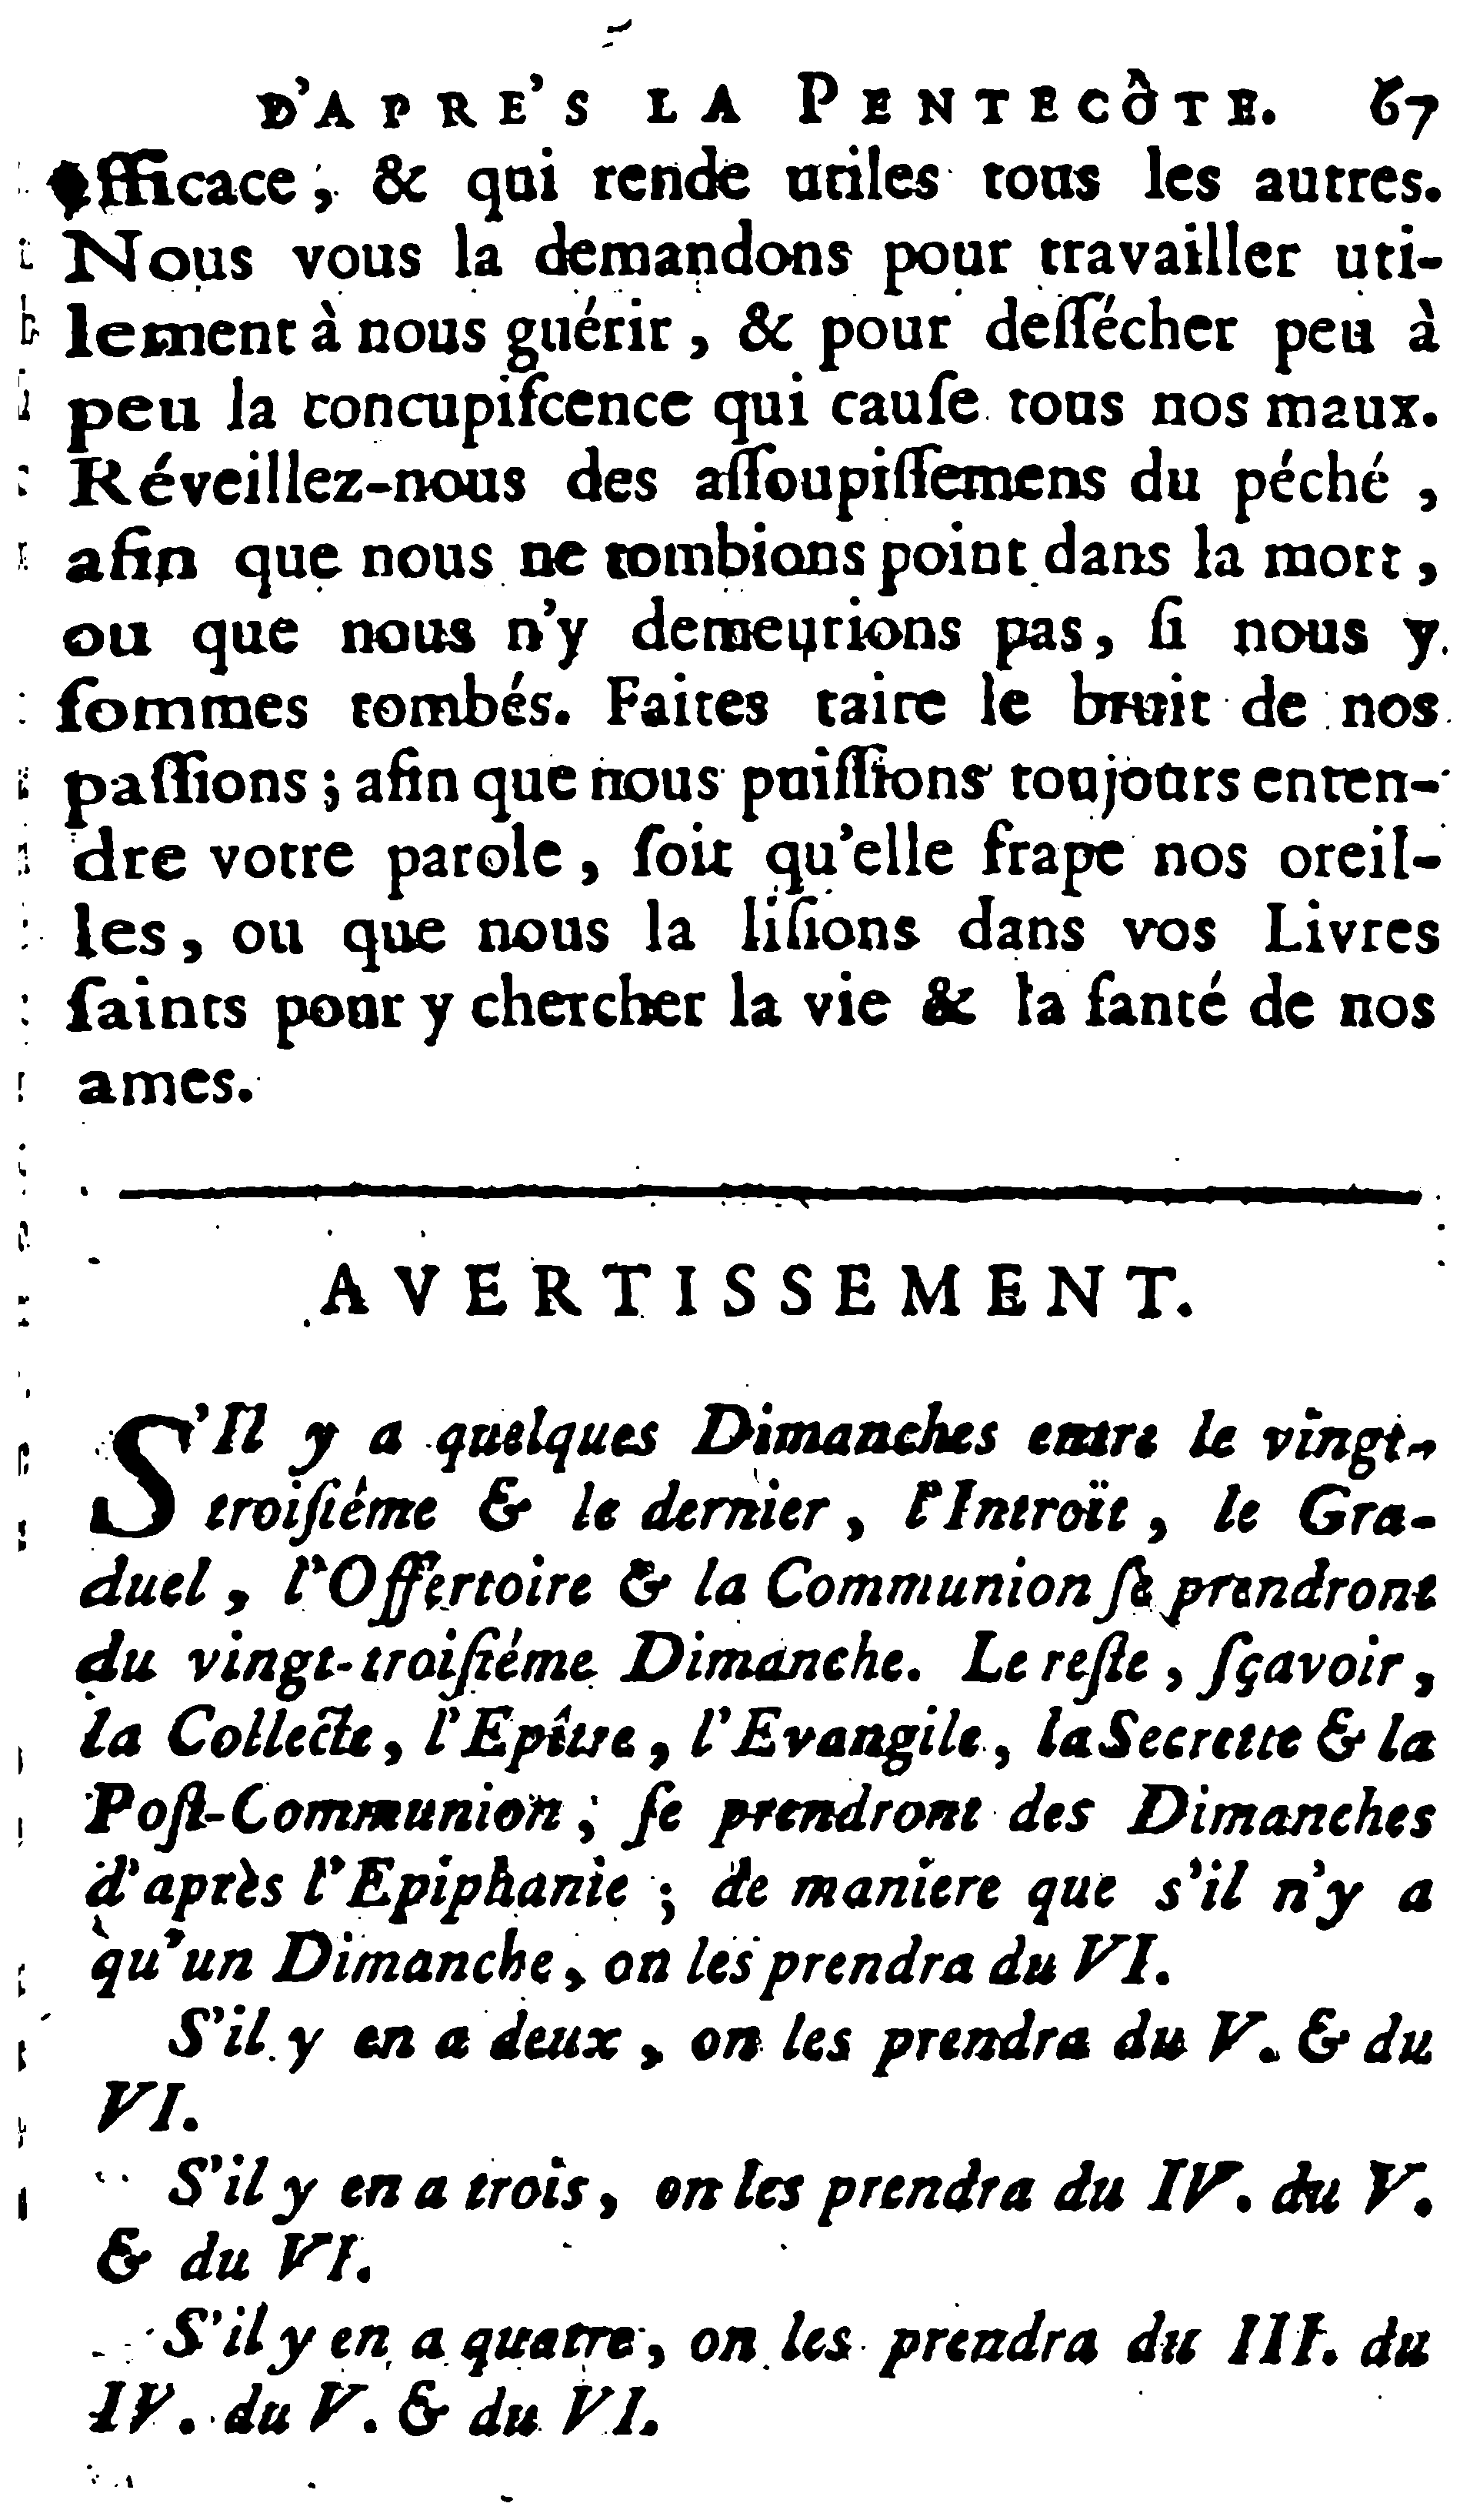 D'APRE'S LA PENTECÔTE. 67
efficace, & qui rende utiles tous les autres.
Nous vous la demandons pour travailler uti-
lement à nous guérir, & pour deſſécher peu à
peu la concupiſcence qui cauſe tous nos maux.
Réveillez-nous des aſſoupiſſemens du péché,
afin que nous ne tombions point dans la mort,
ou que nous n'y demeurions pas, ſi nous y
ſommes tombés. Faites taire le bruit de nos
paſſions; afin que nous puiſſions toujours enten-
dre votre parole, ſoit qu'elle frape nos oreil-
les, ou que nous la liſions dans vos Livres
ſaints pour y chercher la vie & la ſanté de nos
ames.
AVERTISSEMENT.
S'Il y a quelques Dimanches entre le vingt-
troiſiéme & le dernier, l'Introït, le Gra-
duel, l'Offertoire & la Communion ſe prendront
du vingt-troiſiéme Dimanche. Le reſte, ſçavoir,
la Collecte, l'Epître, l'Evangile, la Secrette & la
Poſt-Communion; ſe prendront des Dimanches
d'après l'Epiphanie; de maniere que s'il n'y a
qu'un Dimanche, on les prendra du VI.
S'il y en a deux, on les prendra du V. & du
VI.
S'il y en a trois, on les prendra du IV. du V.
& du VI.
S'il y en a quatre, on les prendra du III. du
IV. du V. & du VI.